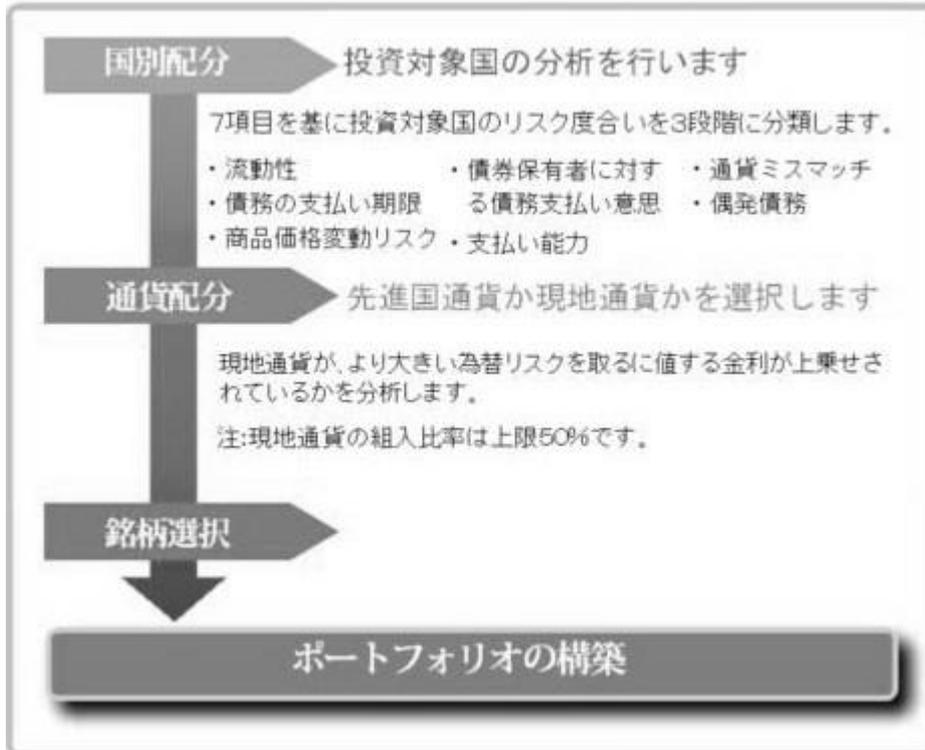 国別配分
投資対象国の分析を行います
7項目を基に投資対象国のリスク度合いを3段階に分類します。
・流動性
・債務の支払い期限
・商品価格変動リスク
・債券保有者に対す
る債務支払い意思
・支払い能力
・通貨ミスマッチ
・偶発債務
通貨配分
先進国通貨か現地通貨かを選択します
現地通貨が、より大きい為替リスクを取るに値する金利が上乗せさ
れているかを分析します。
注:現地通貨の組入比率は上限50%です。
銘柄選択
ポートフォリオの構築